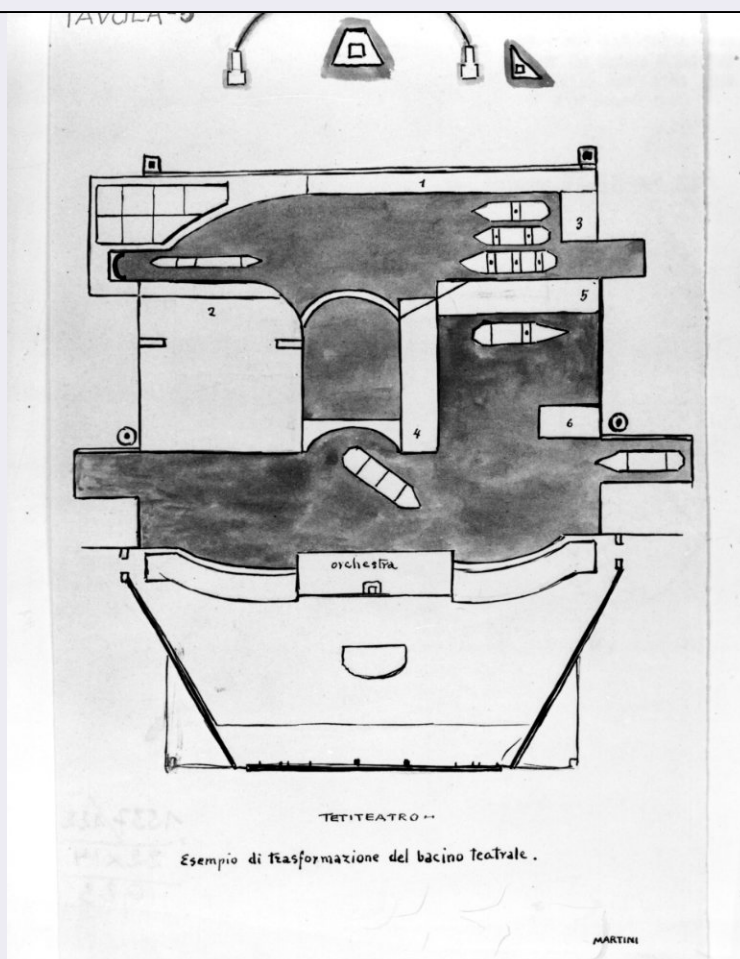 TAVOLA-5
1
3
2
5
4
6
orchestra
TETITEATRO
Esempio di trasformazione del bacino teatrale.
MARTINI